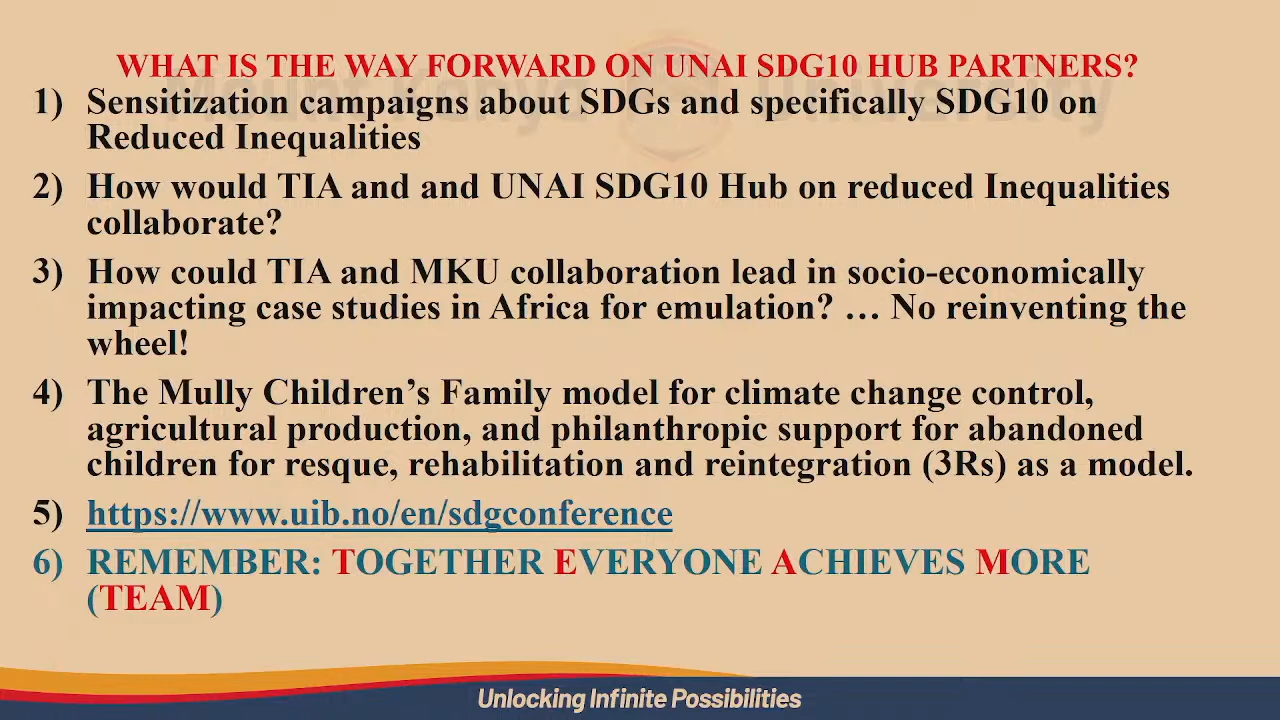 WHAT IS THE WAY FORWARD ON UNAI SDG10 HUB PARTNERS?
Mount Kenya University
1) Sensitization campaigns about SDGs and specifically SDG10 on
Reduced Inequalities
2) How would TIA and and UNAI SDG10 Hub on reduced Inequalities
collaborate?
3) How could TIA and MKU collaboration lead in socio-economically
impacting case studies in Africa for emulation? … No reinventing the
wheel!
4) The Mully Children’s Family model for climate change control,
agricultural production, and philanthropic support for abandoned
children for resque, rehabilitation and reintegration (3Rs) as a model.
5) https://www.uib.no/en/sdgconference
6) REMEMBER: TOGETHER EVERYONE ACHIEVES MORE
(TEAM)
Unlocking Infinite Possibilities